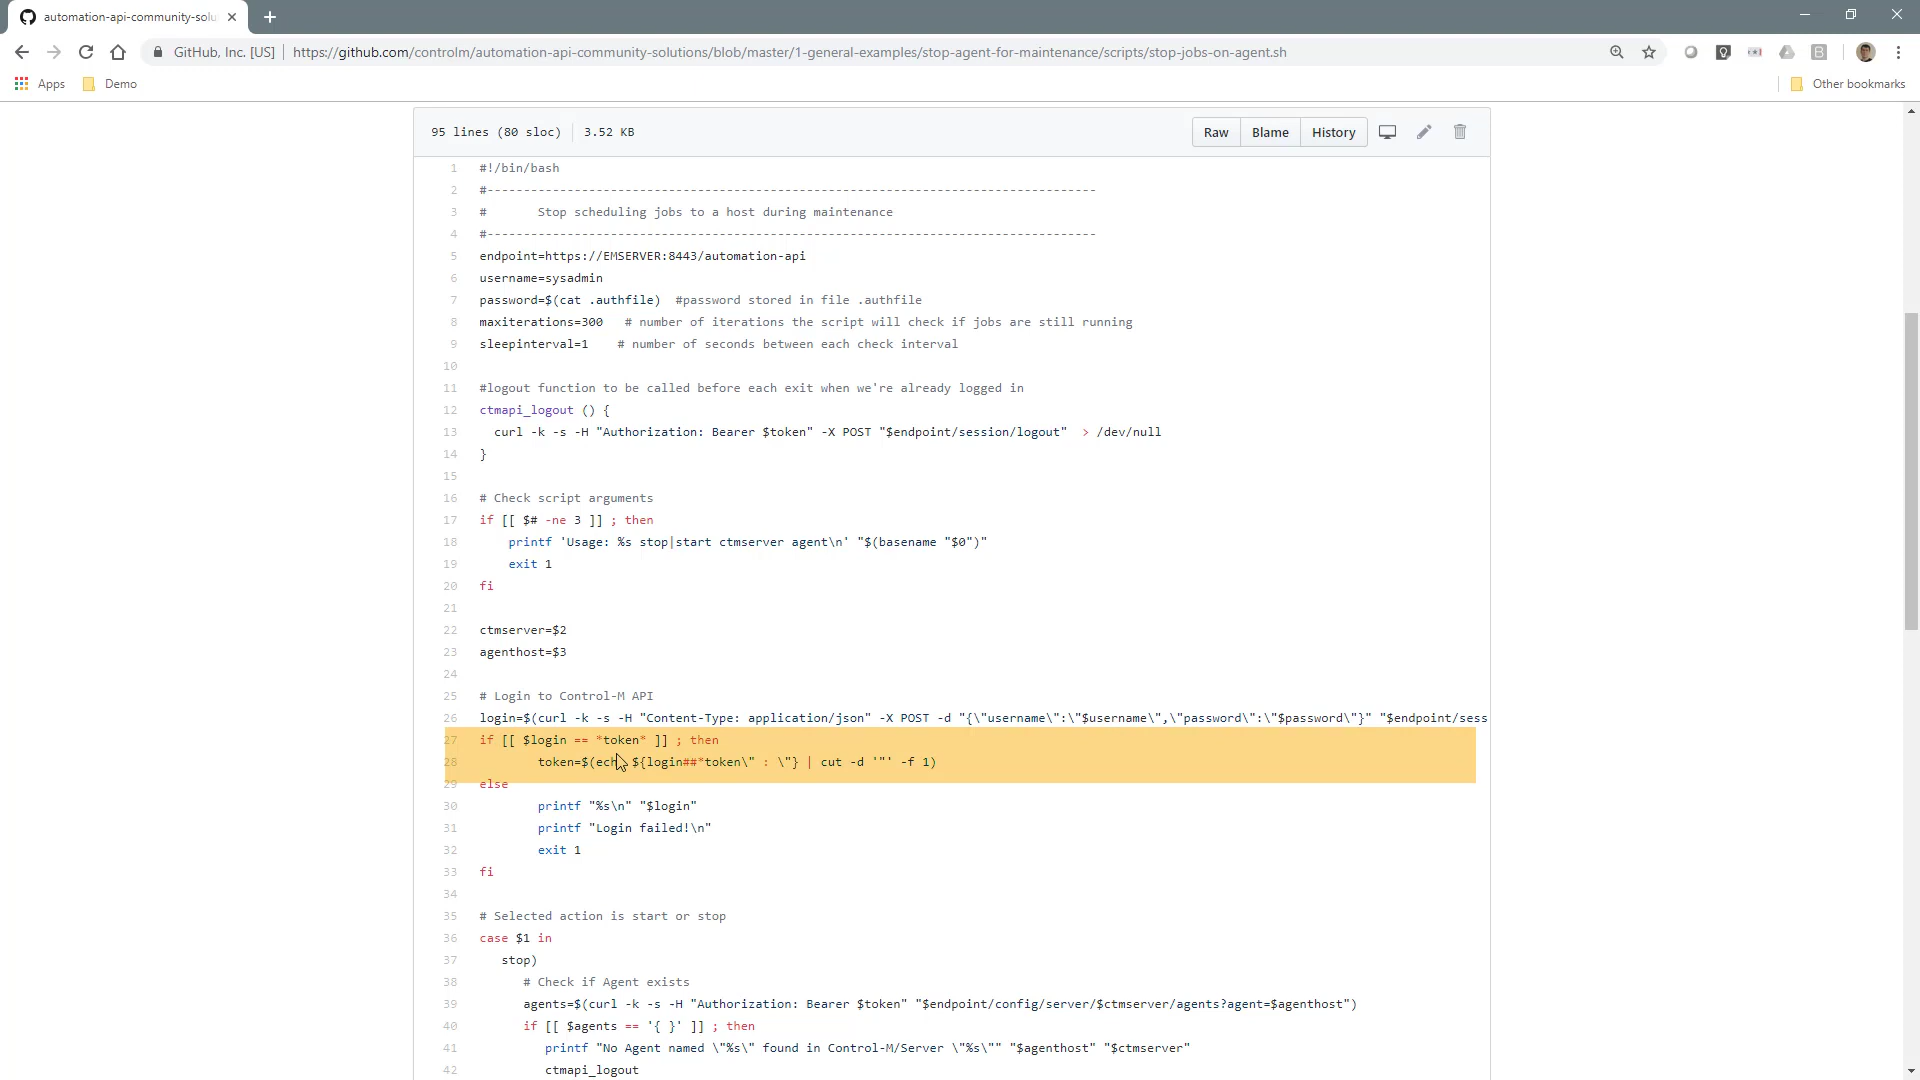 automation-api-community-solu
GitHub, Inc. [US] https://github.com/controlm/automation-api-community-solutions/blob/master/1-general-examples/stop-agent-for-maintenance/scripts/stop-jobs-on-agent.sh
Apps Demo Other bookmarks
95 lines (80 sloc) 3.52 KB Raw Blame History
1 #!/bin/bash
2 #------------------------------------------------------------------------------------
3 # Stop scheduling jobs to a host during maintenance
4 #------------------------------------------------------------------------------------
5 endpoint=https://EMSERVER:8443/automation-api
6 username=sysadmin
7 password=$(cat .authfile) #password stored in file .authfile
8 maxiterations=300 # number of iterations the script will check if jobs are still running
9 sleepinterval=1 # number of seconds between each check interval
10
11 #logout function to be called before each exit when we're already logged in
12 ctmapi_logout () {
13 curl -k -s -H "Authorization: Bearer $token" -X POST "$endpoint/session/logout" > /dev/null
14 }
15
16 # Check script arguments
17 if [[ $# -ne 3 ]] ; then
18 printf 'Usage: %s stop|start ctmserver agent\n' "$(basename "$0")"
19 exit 1
20 fi
21
22 ctmserver=$2
23 agenthost=$3
24
25 # Login to Control-M API
26 login=$(curl -k -s -H "Content-Type: application/json" -X POST -d "{\"username\":\"$username\",\"password\":\"$password\"}" "$endpoint/sess
27 if [[ $login == *token* ]] ; then
28 token=$(ech ${login##*token\" : \"} | cut -d '"' -f 1)
29 else
30 printf "%s\n" "$login"
31 printf "Login failed!\n"
32 exit 1
33 fi
34
35 # Selected action is start or stop
36 case $1 in
37 stop)
38 # Check if Agent exists
39 agents=$(curl -k -s -H "Authorization: Bearer $token" "$endpoint/config/server/$ctmserver/agents?agent=$agenthost")
40 if [[ $agents == '{ }' ]] ; then
41 printf "No Agent named \"%s\" found in Control-M/Server \"%s\"" "$agenthost" "$ctmserver"
42 ctmapi_logout